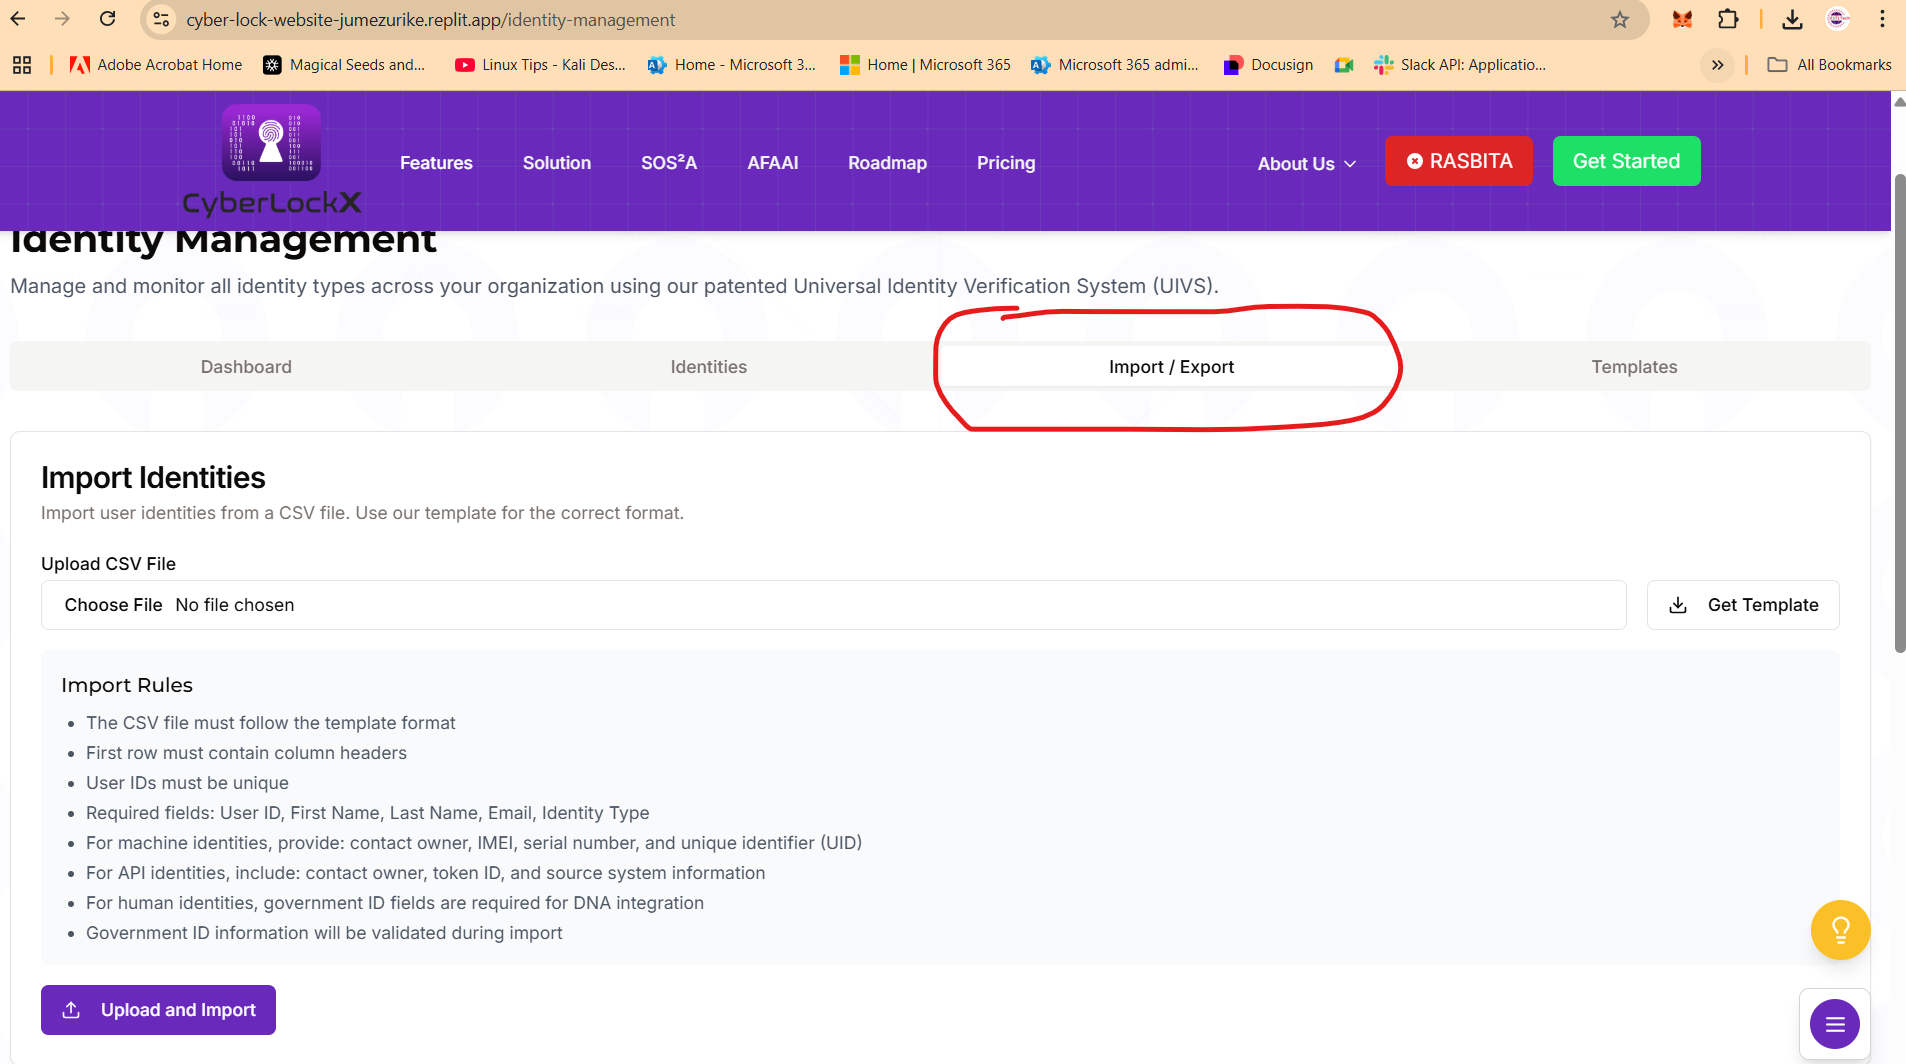 cyber-lock-website-jumezurike.replit.app/identity-management
Adobe Acrobat Home Magical Seeds and... Linux Tips - Kali Des... Home - Microsoft 3... Home | Microsoft 365 Microsoft 365 admi... Docusign Slack API: Applicatio... All Bookmarks
CyberLockX
Features Solution SOS²A AFAAI Roadmap Pricing About Us RASBITA Get Started
Identity Management
Manage and monitor all identity types across your organization using our patented Universal Identity Verification System (UIVS).
Dashboard Identities Import / Export Templates
Import Identities
Import user identities from a CSV file. Use our template for the correct format.
Upload CSV File
Choose File No file chosen Get Template
Import Rules
The CSV file must follow the template format
First row must contain column headers
User IDs must be unique
Required fields: User ID, First Name, Last Name, Email, Identity Type
For machine identities, provide: contact owner, IMEI, serial number, and unique identifier (UID)
For API identities, include: contact owner, token ID, and source system information
For human identities, government ID fields are required for DNA integration
Government ID information will be validated during import
Upload and Import